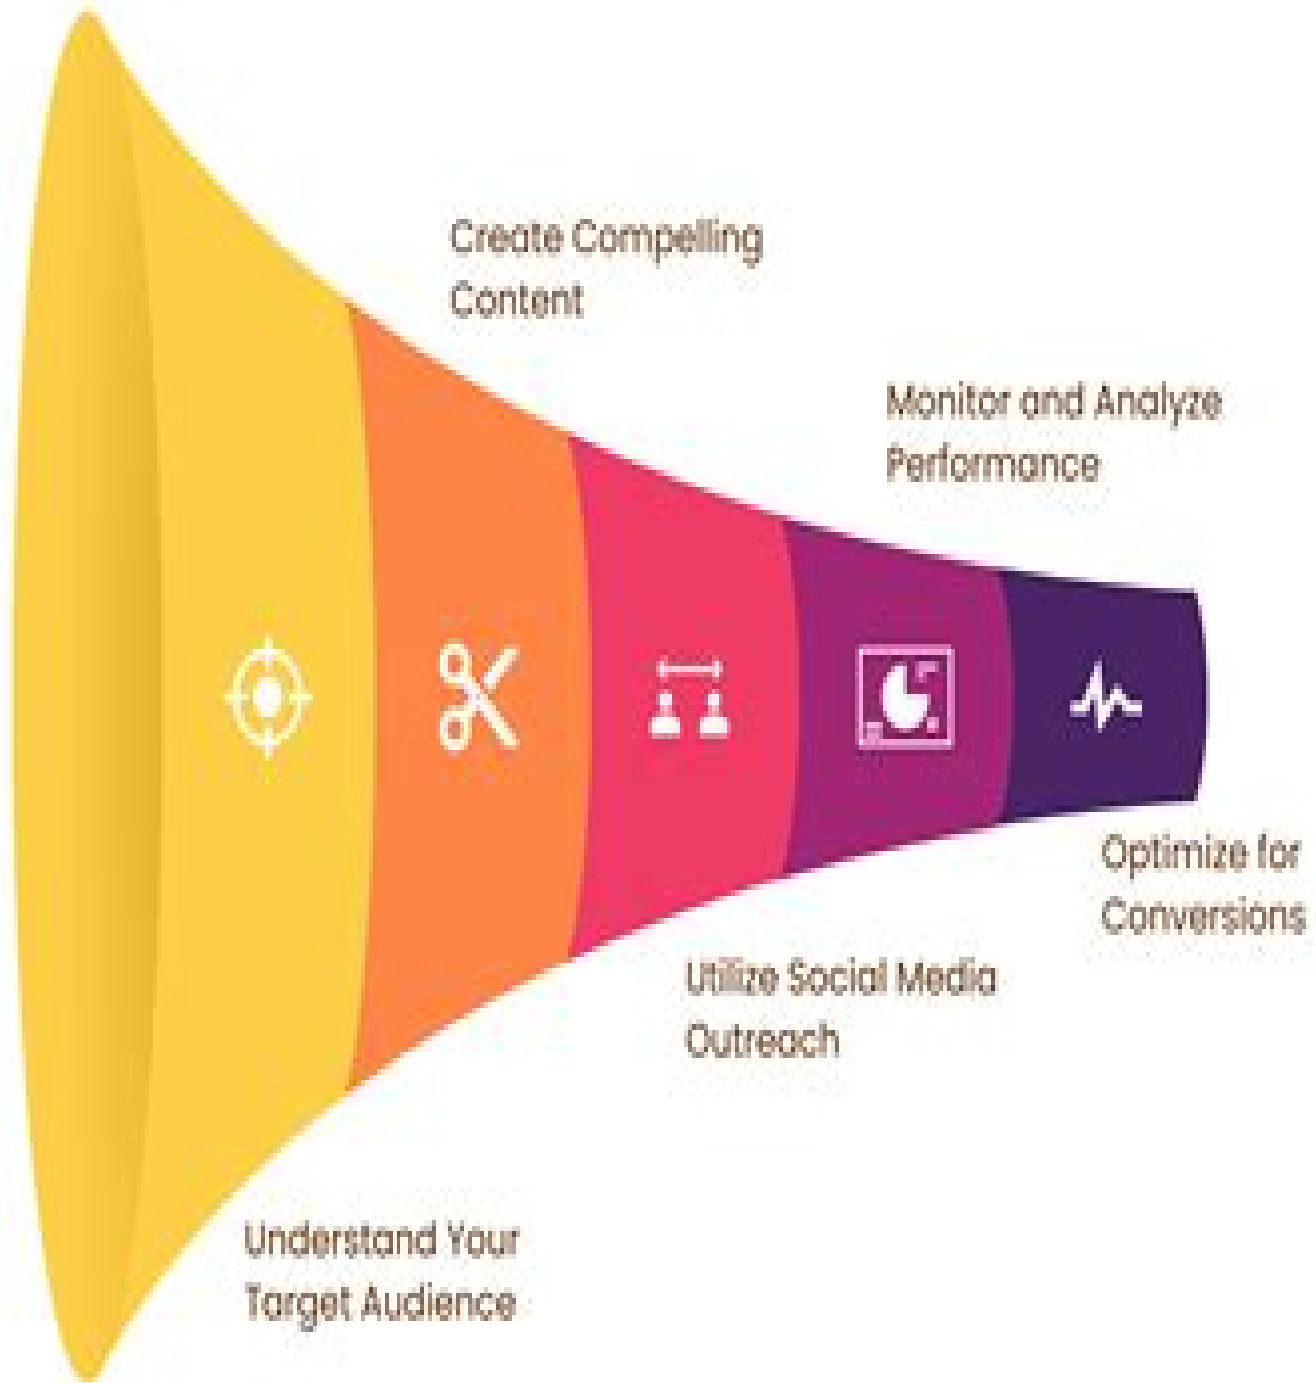 Create Compelling
Content
Monitor and Analyze
Performance
Optimize for
Conversions
Utilize Social Media
Outreach
Understand Your
Target Audience